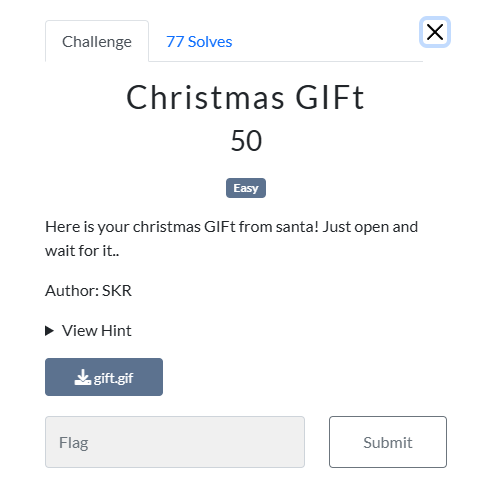 Challenge
77 Solves
Christmas GIFt
50
Easy
Here is your christmas GIFt from santa! Just open and
wait for it..
Author: SKR
View Hint
gift.gif
Flag
Submit